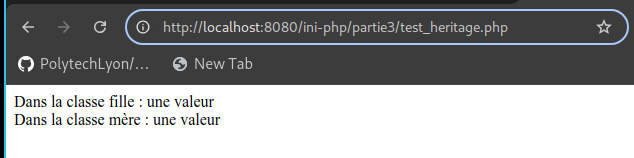 http://localhost:8080/ini-php/partie3/test_heritage.php
PolytechLyon/... New Tab
Dans la classe fille : une valeur
Dans la classe mère : une valeur